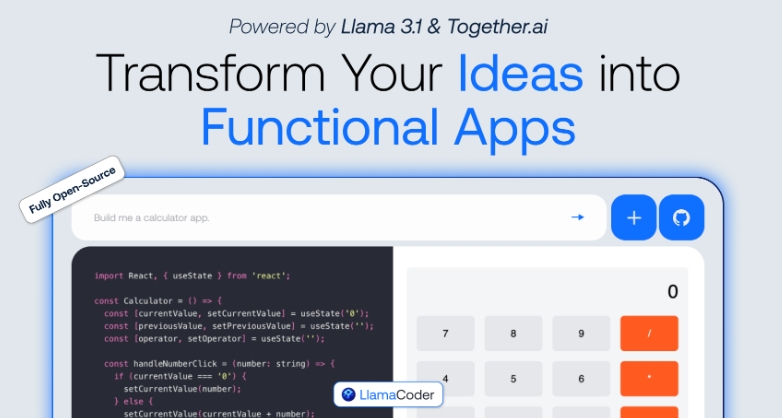 Powered by Llama 3.1 & Together.ai
Transform Your Ideas into
Functional Apps
Fully Open-Source
Build me a calculator app.
import React, { useState } from 'react';
const Calculator = () => {
const [currentValue, setCurrentValue] = useState('0');
const [previousValue, setPreviousValue] = useState('');
const [operator, setOperator] = useState('');
const handleNumberClick = (number: string) => {
if (currentValue === '0') {
setCurrentValue(number);
} else {
setCurrentValue(currentValue + number);
0
7 8 9 /
4 5 6 *
LlamaCoder